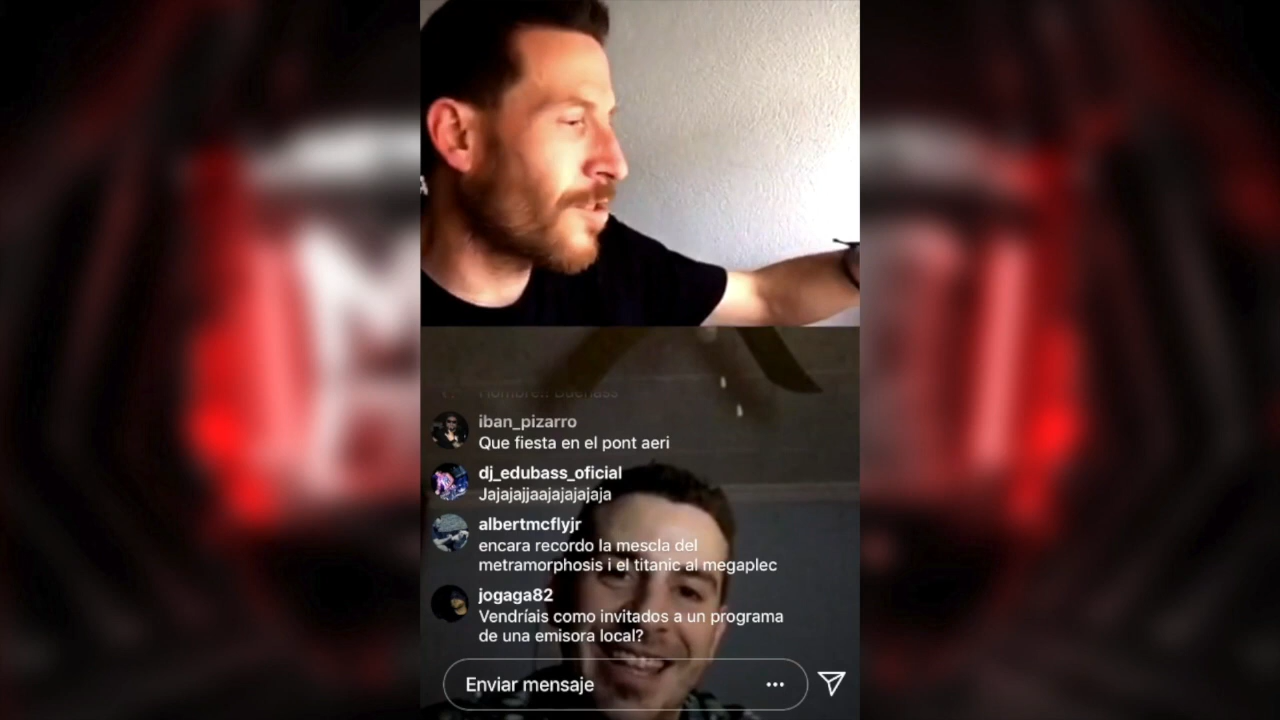 iban_pizarro
Que fiesta en el pont aeri
dj_edubass_oficial
Jajajajjaajajajajaja
albertmcflyjr
encara recordo la mescla del
metramorphosis i el titanic al megaplec
jogaga82
Vendríais como invitados a un programa
de una emisora local?
Enviar mensaje